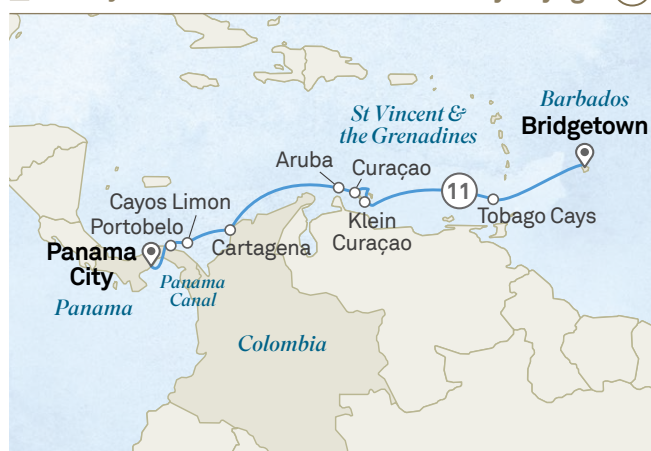 Barbados
Bridgetown
St Vincent &
the Grenadines
Aruba
Curaçao
11
Tobago Cays
Klein
Curaçao
Cayos Limon
Portobelo
Cartagena
Panama
City
Panama
Canal
Panama
Colombia